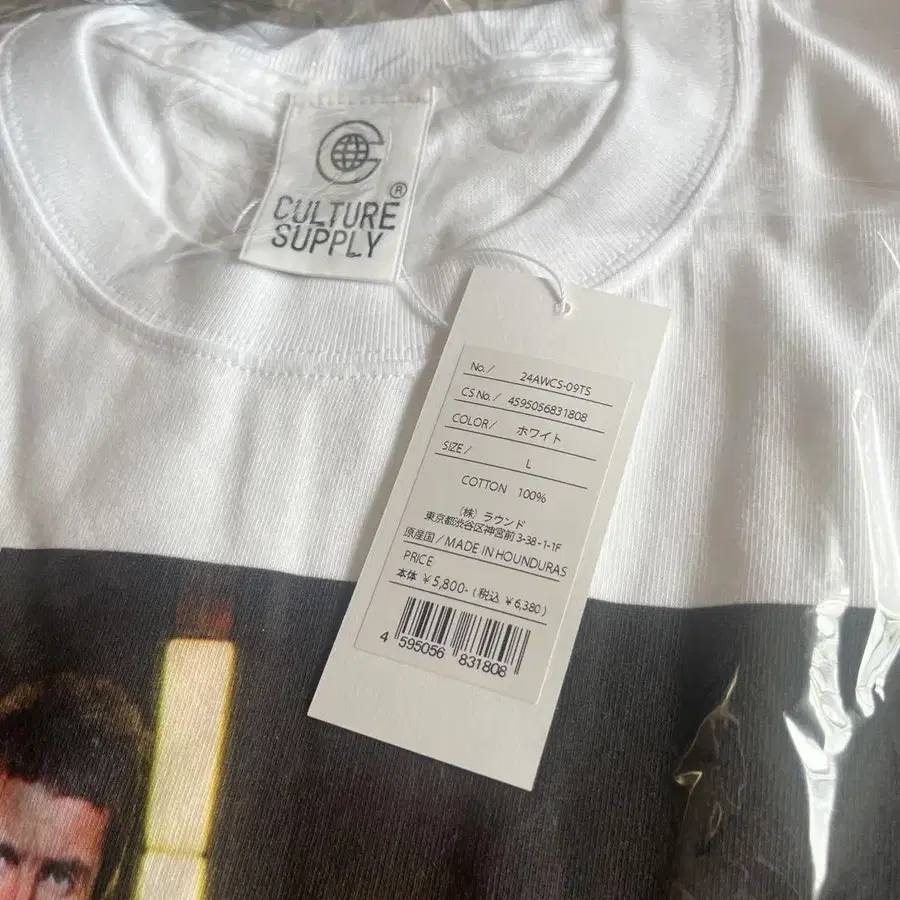 CULTURE®
SUPPLY
No./ 24AWCS-09TS
CS No./ 4595056831808
COLOR/ ホワイト
SIZE/ L
COTTON 100%
(株) ラウンド
東京都渋谷区神宮前 3-38-1-1F
原産国/MADE IN HOUNDURAS
PRICE
本体 ¥5,800- (税込 ¥6,380)
4 595056 831808